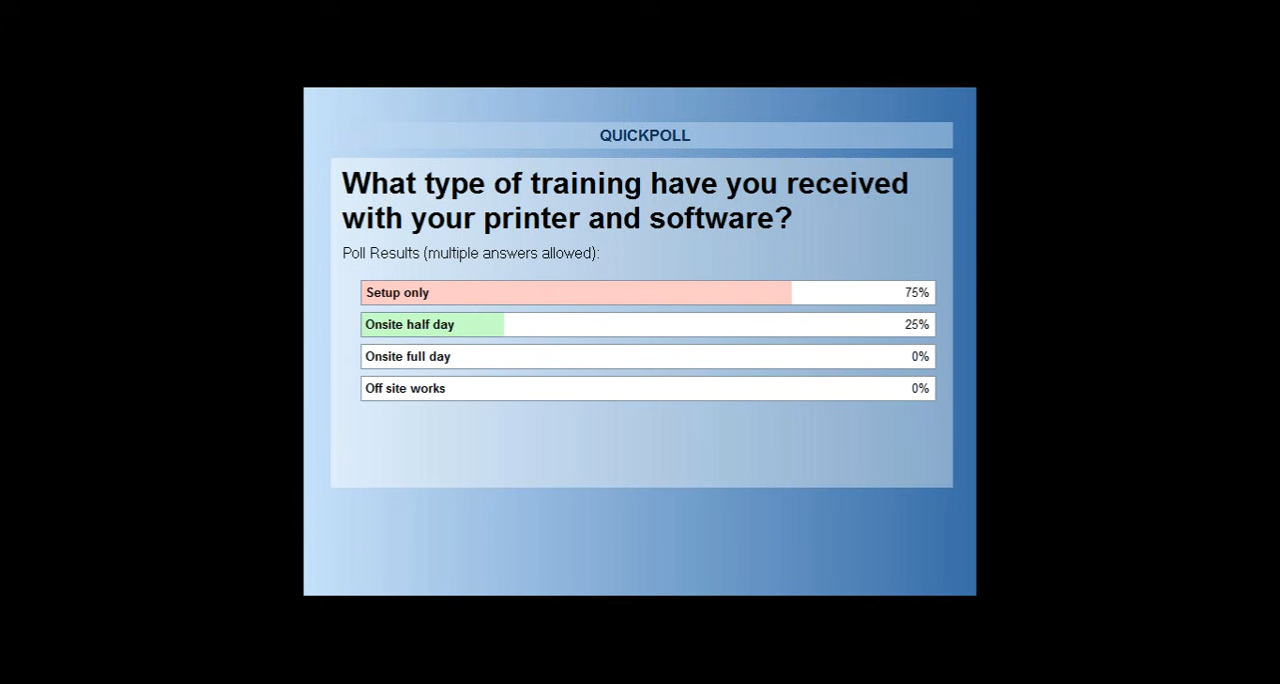 QUICKPOLL
What type of training have you received
with your printer and software?
Poll Results (multiple answers allowed):
Setup only 75%
Onsite half day 25%
Onsite full day 0%
Off site works 0%